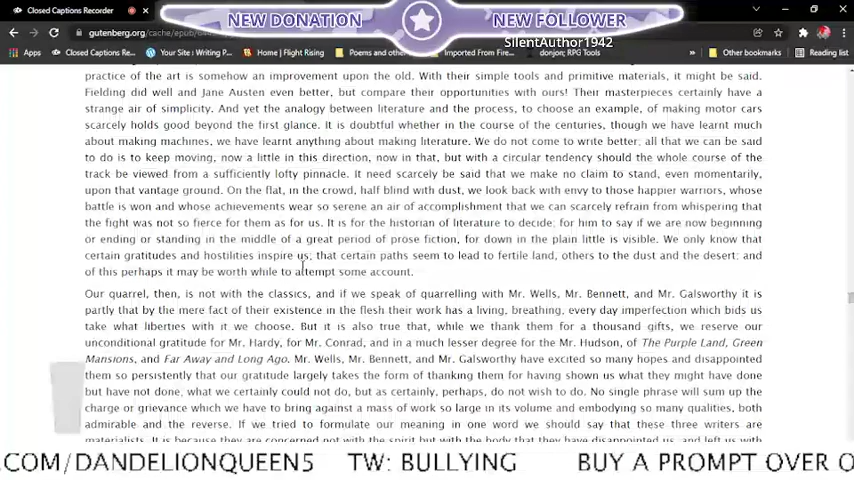 Closed Captions Recorder
NEW DONATION
NEW FOLLOWER
SilentAuthor1942
gutenberg.org/cache/epub/
Apps
Closed Captions Rec...
Your Site : Writing P...
Home | Flight Rising
Poems and other...
Imported From Fire...
donjon; RPG Tools
Other bookmarks
Reading list
practice of the art is somehow an improvement upon the old. With their simple tools and primitive materials, it might be said.
Fielding did well and Jane Austen even better, but compare their opportunities with ours! Their masterpieces certainly have a
strange air of simplicity. And yet the analogy between literature and the process, to choose an example, of making motor cars
scarcely holds good beyond the first glance. It is doubtful whether in the course of the centuries, though we have learnt much
about making machines, we have learnt anything about making literature. We do not come to write better; all that we can be said
to do is to keep moving, now a little in this direction, now in that, but with a circular tendency should the whole course of the
track be viewed from a sufficiently lofty pinnacle. It need scarcely be said that we make no claim to stand, even momentarily,
upon that vantage ground. On the flat, in the crowd, half blind with dust, we look back with envy to those happier warriors, whose
battle is won and whose achievements wear so serene an air of accomplishment that we can scarcely refrain from whispering that
the fight was not so fierce for them as for us. It is for the historian of literature to decide; for him to say if we are now beginning
or ending or standing in the middle of a great period of prose fiction, for down in the plain little is visible. We only know that
certain gratitudes and hostilities inspire us; that certain paths seem to lead to fertile land, others to the dust and the desert; and
of this perhaps it may be worth while to attempt some account.
Our quarrel, then, is not with the classics, and if we speak of quarrelling with Mr. Wells, Mr. Bennett, and Mr. Galsworthy it is
partly that by the mere fact of their existence in the flesh their work has a living, breathing, every day imperfection which bids us
take what liberties with it we choose. But it is also true that, while we thank them for a thousand gifts, we reserve our
unconditional gratitude for Mr. Hardy, for Mr. Conrad, and in a much lesser degree for the Mr. Hudson, of The Purple Land, Green
Mansions, and Far Away and Long Ago. Mr. Wells, Mr. Bennett, and Mr. Galsworthy have excited so many hopes and disappointed
them so persistently that our gratitude largely takes the form of thanking them for having shown us what they might have done
but have not done, what we certainly could not do, but as certainly, perhaps, do not wish to do. No single phrase will sum up the
charge or grievance which we have to bring against a mass of work so large in its volume and embodying so many qualities, both
admirable and the reverse. If we tried to formulate our meaning in one word we should say that these three writers are
materialists. It is because they are concerned not with the spirit but with the body that they have disappointed us, and left us with
.COM/DANDELIONQUEEN5 TW: BULLYING BUY A PROMPT OVER O